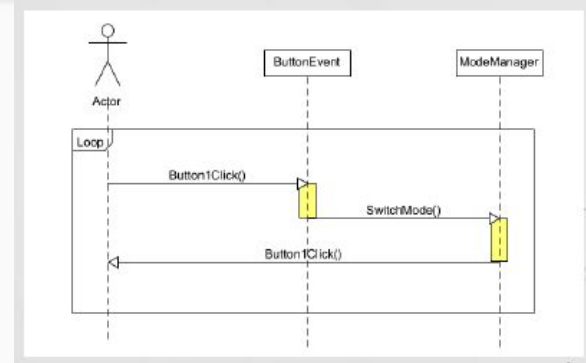 ButtonEvent
ModeManager
Actor
Loop
Button1Click()
SwitchMode()
Button1Click()